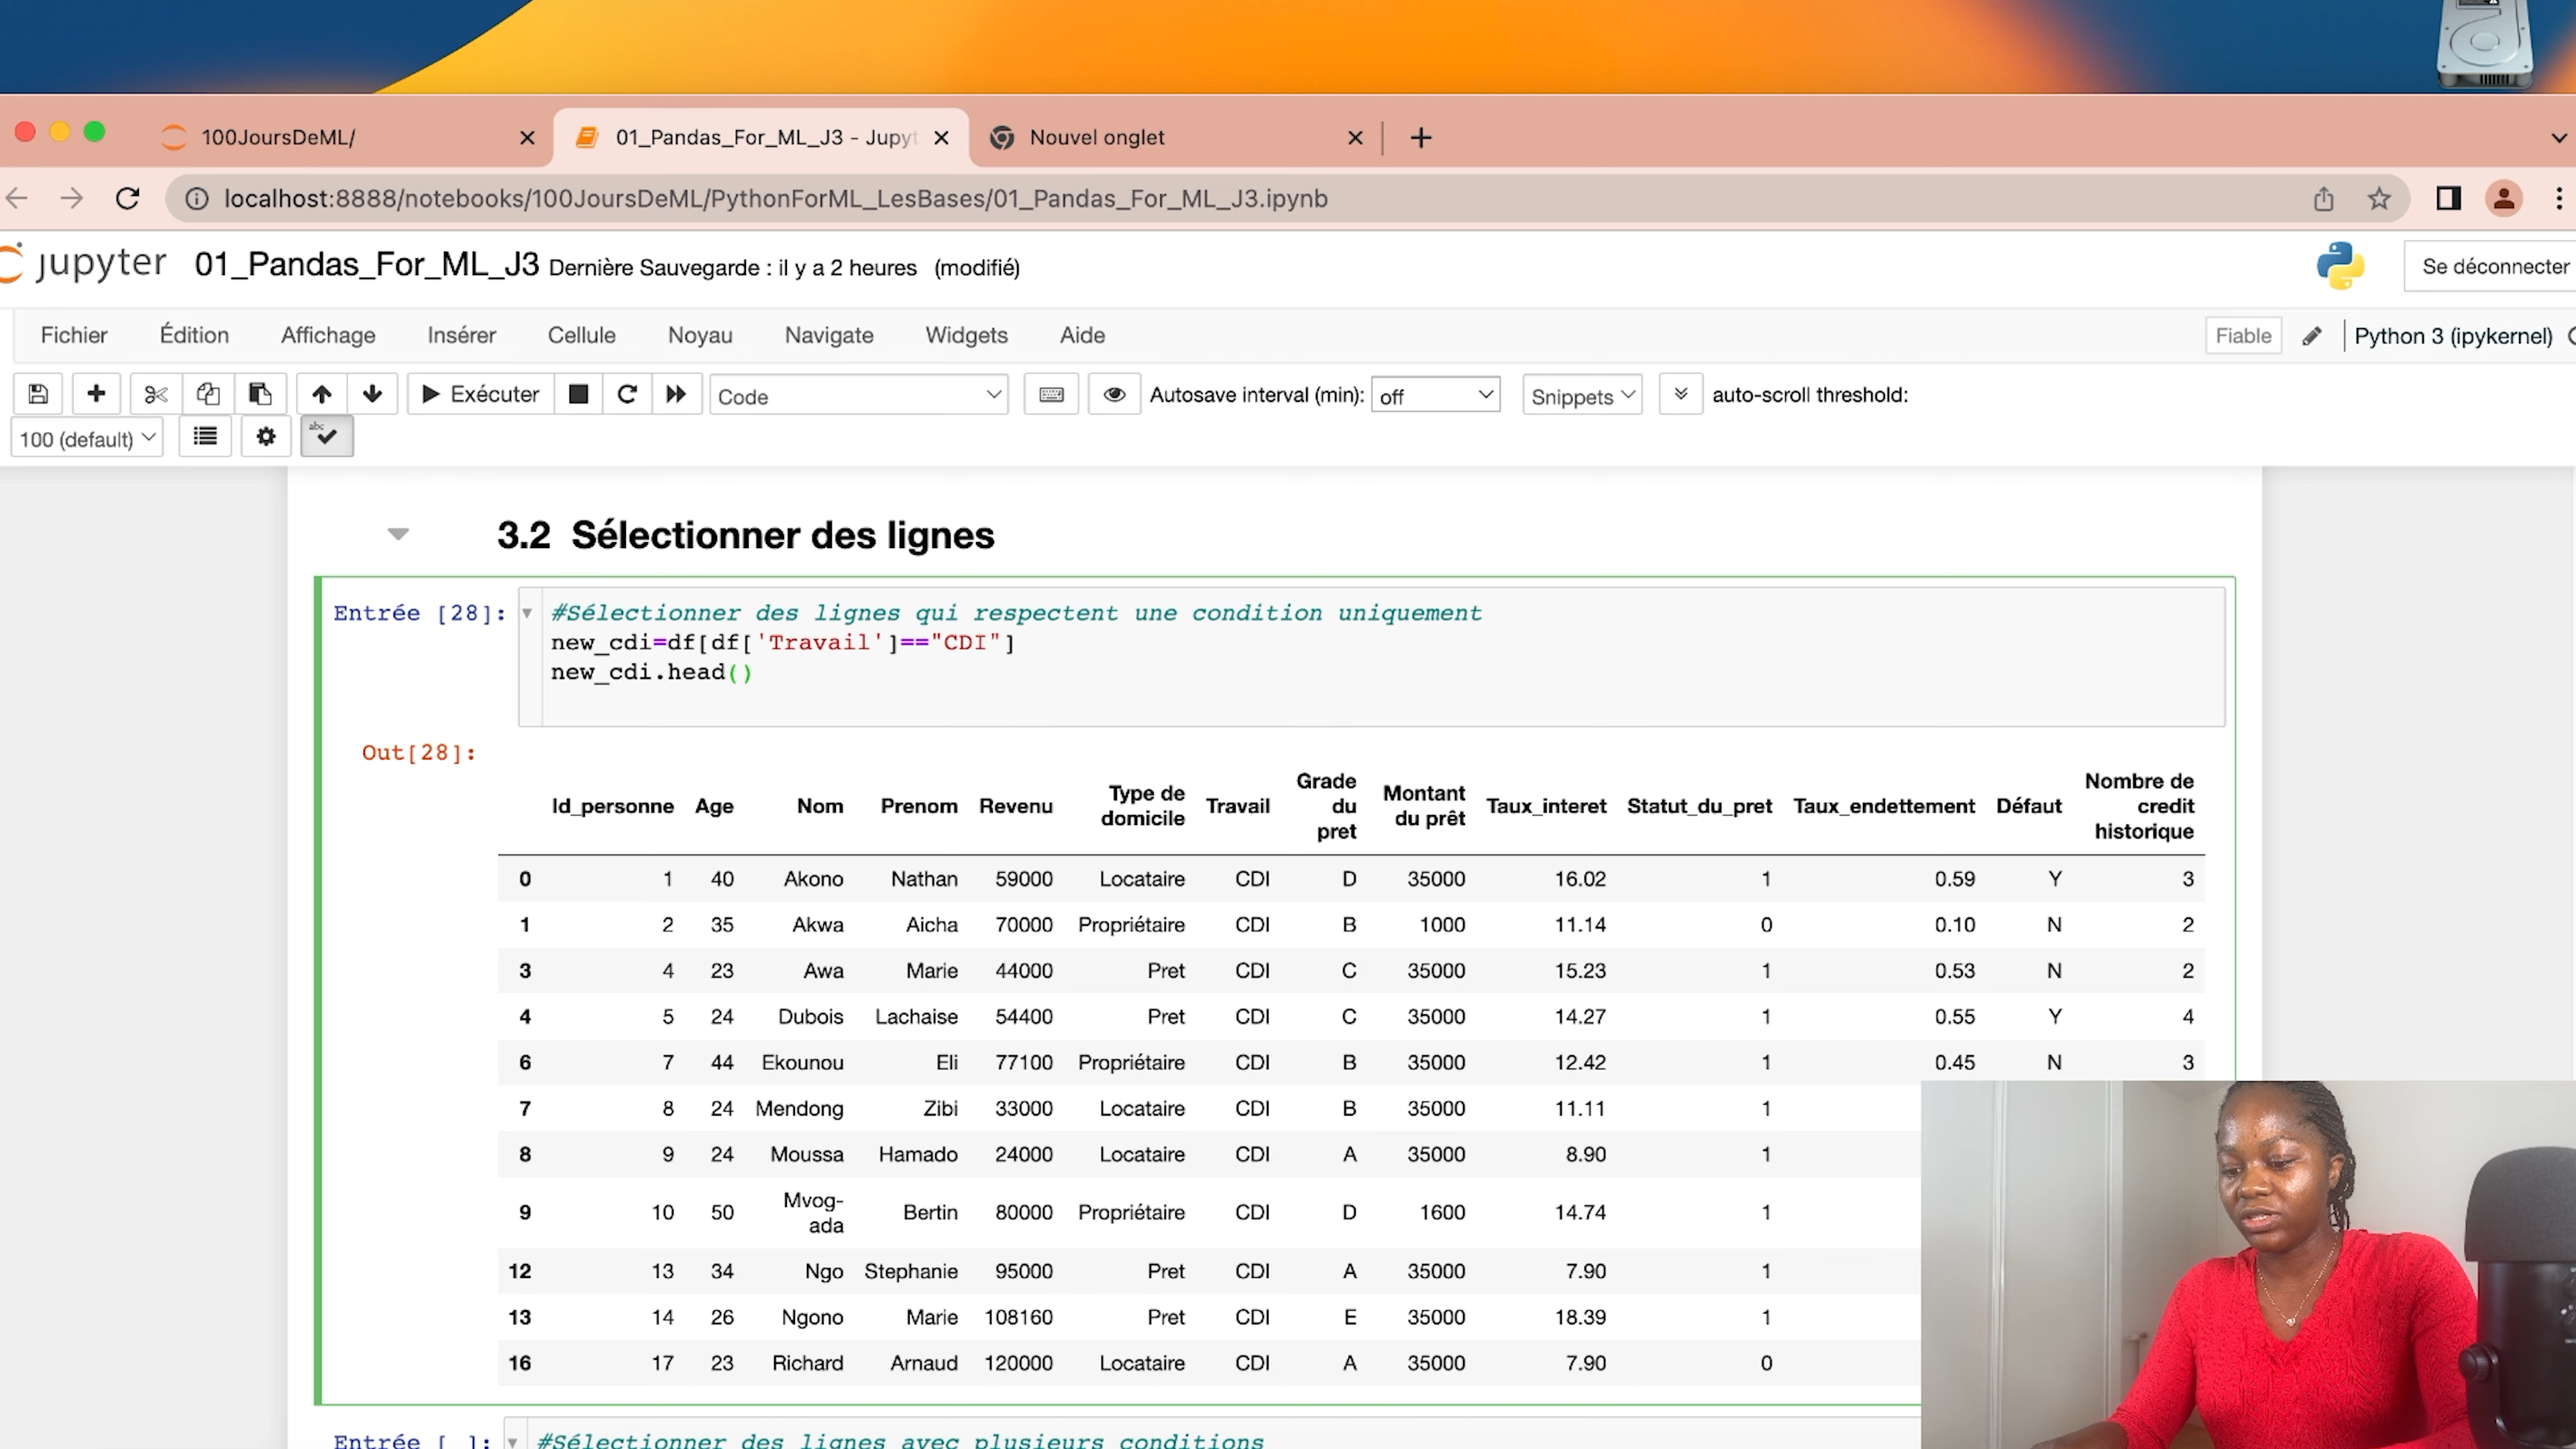 100JoursDeML/
01_Pandas_For_ML_J3 - Jupyt
Nouvel onglet
localhost:8888/notebooks/100JoursDeML/PythonForML_LesBases/01_Pandas_For_ML_J3.ipynb
jupyter 01_Pandas_For_ML_J3 Dernière Sauvegarde : il y a 2 heures (modifié)
Se déconnecter
Fichier Édition Affichage Insérer Cellule Noyau Navigate Widgets Aide
Fiable
Python 3 (ipykernel)
Exécuter Code Autosave interval (min): off Snippets auto-scroll threshold:
100 (default) abc
3.2 Sélectionner des lignes
Entrée [28]: #Sélectionner des lignes qui respectent une condition uniquement
new_cdi=df[df['Travail']=="CDI"]
new_cdi.head()
Out[28]:
Id_personne Age Nom Prenom Revenu Type de domicile Travail Grade du pret Montant du prêt Taux_interet Statut_du_pret Taux_endettement Défaut Nombre de credit historique
0 1 40 Akono Nathan 59000 Locataire CDI D 35000 16.02 1 0.59 Y 3
1 2 35 Akwa Aicha 70000 Propriétaire CDI B 1000 11.14 0 0.10 N 2
3 4 23 Awa Marie 44000 Pret CDI C 35000 15.23 1 0.53 N 2
4 5 24 Dubois Lachaise 54400 Pret CDI C 35000 14.27 1 0.55 Y 4
6 7 44 Ekounou Eli 77100 Propriétaire CDI B 35000 12.42 1 0.45 N 3
7 8 24 Mendong Zibi 33000 Locataire CDI B 35000 11.11 1
8 9 24 Moussa Hamado 24000 Locataire CDI A 35000 8.90 1
9 10 50 Mvog-ada Bertin 80000 Propriétaire CDI D 1600 14.74 1
12 13 34 Ngo Stephanie 95000 Pret CDI A 35000 7.90 1
13 14 26 Ngono Marie 108160 Pret CDI E 35000 18.39 1
16 17 23 Richard Arnaud 120000 Locataire CDI A 35000 7.90 0
Entrée [ ]: #Sélectionner des lignes avec plusieurs conditions